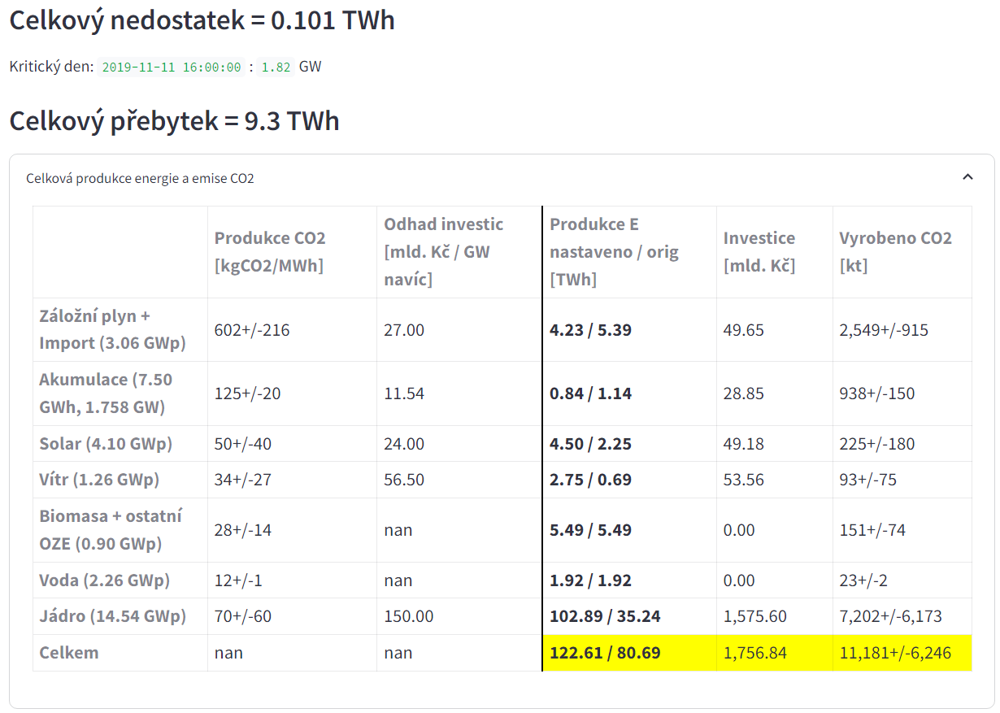 Celkový nedostatek = 0.101 TWh
Kritický den: 2019-11-11 16:00:00 : 1.82 GW
Celkový přebytek = 9.3 TWh
Celková produkce energie a emise CO2
Produkce CO2 [kgCO2/MWh]
Odhad investic [mld. Kč / GW navíc]
Produkce E nastaveno / orig [TWh]
Investice [mld. Kč]
Vyrobeno CO2 [kt]
Záložní plyn + Import (3.06 GWp) 602+/-216 27.00 4.23 / 5.39 49.65 2,549+/-915
Akumulace (7.50 GWh, 1.758 GW) 125+/-20 11.54 0.84 / 1.14 28.85 938+/-150
Solar (4.10 GWp) 50+/-40 24.00 4.50 / 2.25 49.18 225+/-180
Vítr (1.26 GWp) 34+/-27 56.50 2.75 / 0.69 53.56 93+/-75
Biomasa + ostatní OZE (0.90 GWp) 28+/-14 nan 5.49 / 5.49 0.00 151+/-74
Voda (2.26 GWp) 12+/-1 nan 1.92 / 1.92 0.00 23+/-2
Jádro (14.54 GWp) 70+/-60 150.00 102.89 / 35.24 1,575.60 7,202+/-6,173
Celkem nan nan 122.61 / 80.69 1,756.84 11,181+/-6,246